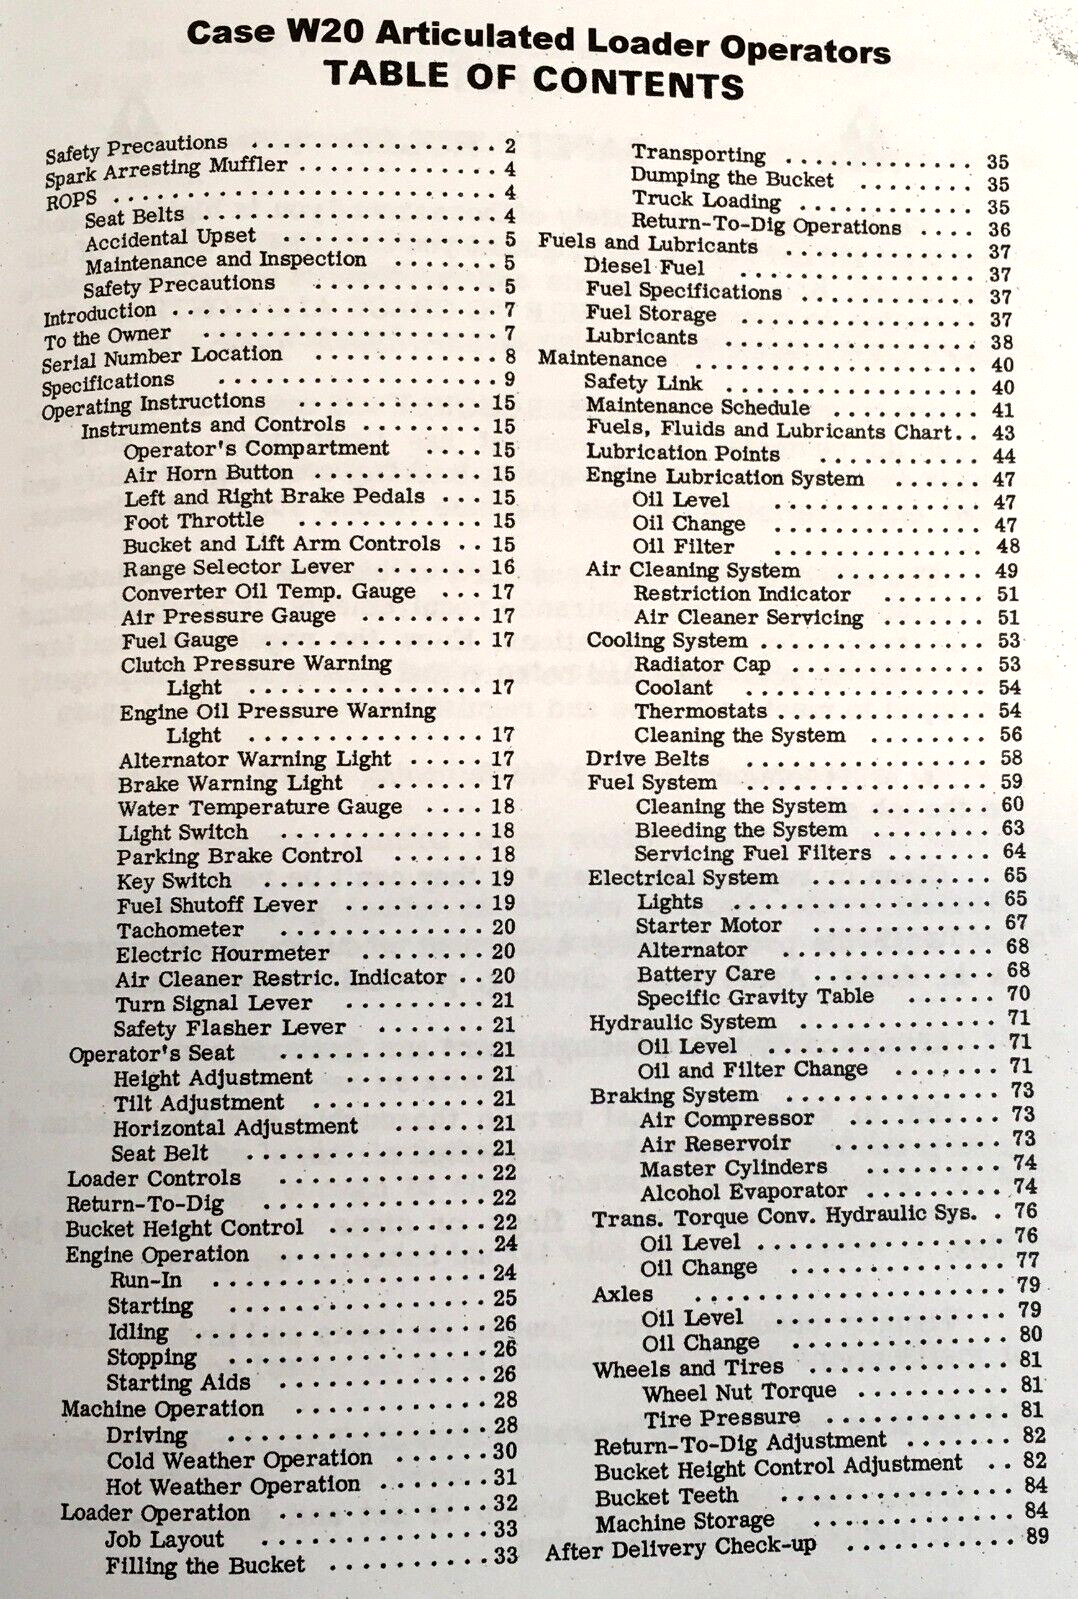 Case W20 Articulated Loader Operators
TABLE OF CONTENTS
Safety Precautions . . . . . . . . . . . . . . . . 2
Spark Arresting Muffler . . . . . . . . . . . . 4
ROPS . . . . . . . . . . . . . . . . . . . . . . 4
Seat Belts . . . . . . . . . . . . . . . . . . 4
Accidental Upset . . . . . . . . . . . . . 5
Maintenance and Inspection . . . . . . . 5
Safety Precautions . . . . . . . . . . . . 5
Introduction . . . . . . . . . . . . . . . . . . . 7
To the Owner . . . . . . . . . . . . . . . . . 7
Serial Number Location . . . . . . . . . . . 8
Specifications . . . . . . . . . . . . . . . . . 9
Operating Instructions . . . . . . . . . . . . 15
Instruments and Controls . . . . . . . . 15
Operator's Compartment . . . . 15
Air Horn Button . . . . . . . . . . . 15
Left and Right Brake Pedals . . . 15
Foot Throttle . . . . . . . . . . . . 15
Bucket and Lift Arm Controls . . 15
Range Selector Lever . . . . . . . 16
Converter Oil Temp. Gauge . . . 17
Air Pressure Gauge . . . . . . . . 17
Fuel Gauge . . . . . . . . . . . . . 17
Clutch Pressure Warning
Light . . . . . . . . . . . . . . . 17
Engine Oil Pressure Warning
Light . . . . . . . . . . . . . . . 17
Alternator Warning Light . . . . . 17
Brake Warning Light . . . . . . . 17
Water Temperature Gauge . . . . 18
Light Switch . . . . . . . . . . . . . 18
Parking Brake Control . . . . . . 18
Key Switch . . . . . . . . . . . . . . 19
Fuel Shutoff Lever . . . . . . . . . 19
Tachometer . . . . . . . . . . . . . 20
Electric Hourmeter . . . . . . . . 20
Air Cleaner Restric. Indicator . . 20
Turn Signal Lever . . . . . . . . . 21
Safety Flasher Lever . . . . . . . 21
Operator's Seat . . . . . . . . . . . . . 21
Height Adjustment . . . . . . . . . 21
Tilt Adjustment . . . . . . . . . . . 21
Horizontal Adjustment . . . . . . 21
Seat Belt . . . . . . . . . . . . . . . 21
Loader Controls . . . . . . . . . . . . . 22
Return-To-Dig . . . . . . . . . . . . . . 22
Bucket Height Control . . . . . . . . . . 22
Engine Operation . . . . . . . . . . . . . 24
Run-In . . . . . . . . . . . . . . . . . 24
Starting . . . . . . . . . . . . . . . . 25
Idling . . . . . . . . . . . . . . . . . . 26
Stopping . . . . . . . . . . . . . . . . 26
Starting Aids . . . . . . . . . . . . . 26
Machine Operation . . . . . . . . . . . . 28
Driving . . . . . . . . . . . . . . . . 28
Cold Weather Operation . . . . . . 30
Hot Weather Operation . . . . . . . 31
Loader Operation . . . . . . . . . . . . . 32
Job Layout . . . . . . . . . . . . . . 33
Filling the Bucket . . . . . . . . . . 33
Transporting . . . . . . . . . . . . . 35
Dumping the Bucket . . . . . . . . 35
Truck Loading . . . . . . . . . . . . 35
Return-To-Dig Operations . . . . 36
Fuels and Lubricants . . . . . . . . . . . . 37
Diesel Fuel . . . . . . . . . . . . . . . 37
Fuel Specifications . . . . . . . . . . . 37
Fuel Storage . . . . . . . . . . . . . . . 37
Lubricants . . . . . . . . . . . . . . . . 38
Maintenance . . . . . . . . . . . . . . . . . . 40
Safety Link . . . . . . . . . . . . . . . . 40
Maintenance Schedule . . . . . . . . . . 41
Fuels, Fluids and Lubricants Chart. . 43
Lubrication Points . . . . . . . . . . . 44
Engine Lubrication System . . . . . . 47
Oil Level . . . . . . . . . . . . . . 47
Oil Change . . . . . . . . . . . . . 47
Oil Filter . . . . . . . . . . . . . . 48
Air Cleaning System . . . . . . . . . . 49
Restriction Indicator . . . . . . . 51
Air Cleaner Servicing . . . . . . . 51
Cooling System . . . . . . . . . . . . . . 53
Radiator Cap . . . . . . . . . . . . 53
Coolant . . . . . . . . . . . . . . . 54
Thermostats . . . . . . . . . . . . . 54
Cleaning the System . . . . . . . . 56
Drive Belts . . . . . . . . . . . . . . . 58
Fuel System . . . . . . . . . . . . . . . 59
Cleaning the System . . . . . . . . 60
Bleeding the System . . . . . . . . 63
Servicing Fuel Filters . . . . . . . 64
Electrical System . . . . . . . . . . . . 65
Lights . . . . . . . . . . . . . . . . 65
Starter Motor . . . . . . . . . . . . 67
Alternator . . . . . . . . . . . . . . 68
Battery Care . . . . . . . . . . . . 68
Specific Gravity Table . . . . . . 70
Hydraulic System . . . . . . . . . . . . 71
Oil Level . . . . . . . . . . . . . . 71
Oil and Filter Change . . . . . . . 71
Braking System . . . . . . . . . . . . . 73
Air Compressor . . . . . . . . . . 73
Air Reservoir . . . . . . . . . . . . 73
Master Cylinders . . . . . . . . . 74
Alcohol Evaporator . . . . . . . . . 74
Trans. Torque Conv. Hydraulic Sys. . 76
Oil Level . . . . . . . . . . . . . . 76
Oil Change . . . . . . . . . . . . . 77
Axles . . . . . . . . . . . . . . . . . . . 79
Oil Level . . . . . . . . . . . . . . 79
Oil Change . . . . . . . . . . . . . 80
Wheels and Tires . . . . . . . . . . . . 81
Wheel Nut Torque . . . . . . . . . . 81
Tire Pressure . . . . . . . . . . . . 81
Return-To-Dig Adjustment . . . . . . . 82
Bucket Height Control Adjustment . . 82
Bucket Teeth . . . . . . . . . . . . . . 84
Machine Storage . . . . . . . . . . . . 84
After Delivery Check-up . . . . . . . . . . . 89